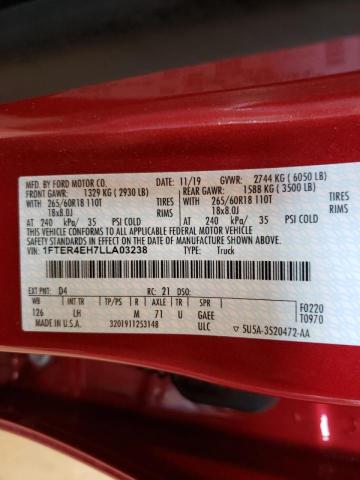 MFD. BY FORD MOTOR CO. 11/19 GVWR: 2744 KG ( 6050 LB)
FRONT GAWR: 1329 KG ( 2930 LB) REAR GAWR: 1588 KG ( 3500 LB)
WITH 265/60R18 110T TIRES WITH 265/60R18 110T TIRES
18x8.0J RIMS 18x8.0J RIMS
AT 240 kPa/ 35 PSI COLD AT 240 kPa/ 35 PSI COLD
THIS VEHICLE CONFORMS TO ALL APPLICABLE FEDERAL MOTOR VEHICLE
SAFETY STANDARDS IN EFFECT ON THE DATE OF MANUFACTURE SHOWN ABOVE.
VIN: 1FTER4EH7LLA03238 TYPE: Truck
EXT PNT: D4 RC: 21 DSO:
WB INT TR TP/PS R AXLE TR SPR
126 LH M 71 U GAEE F0220
MADE IN U.S.A. 3201911253148 ULC T0970
5U5A-3S20472-AA